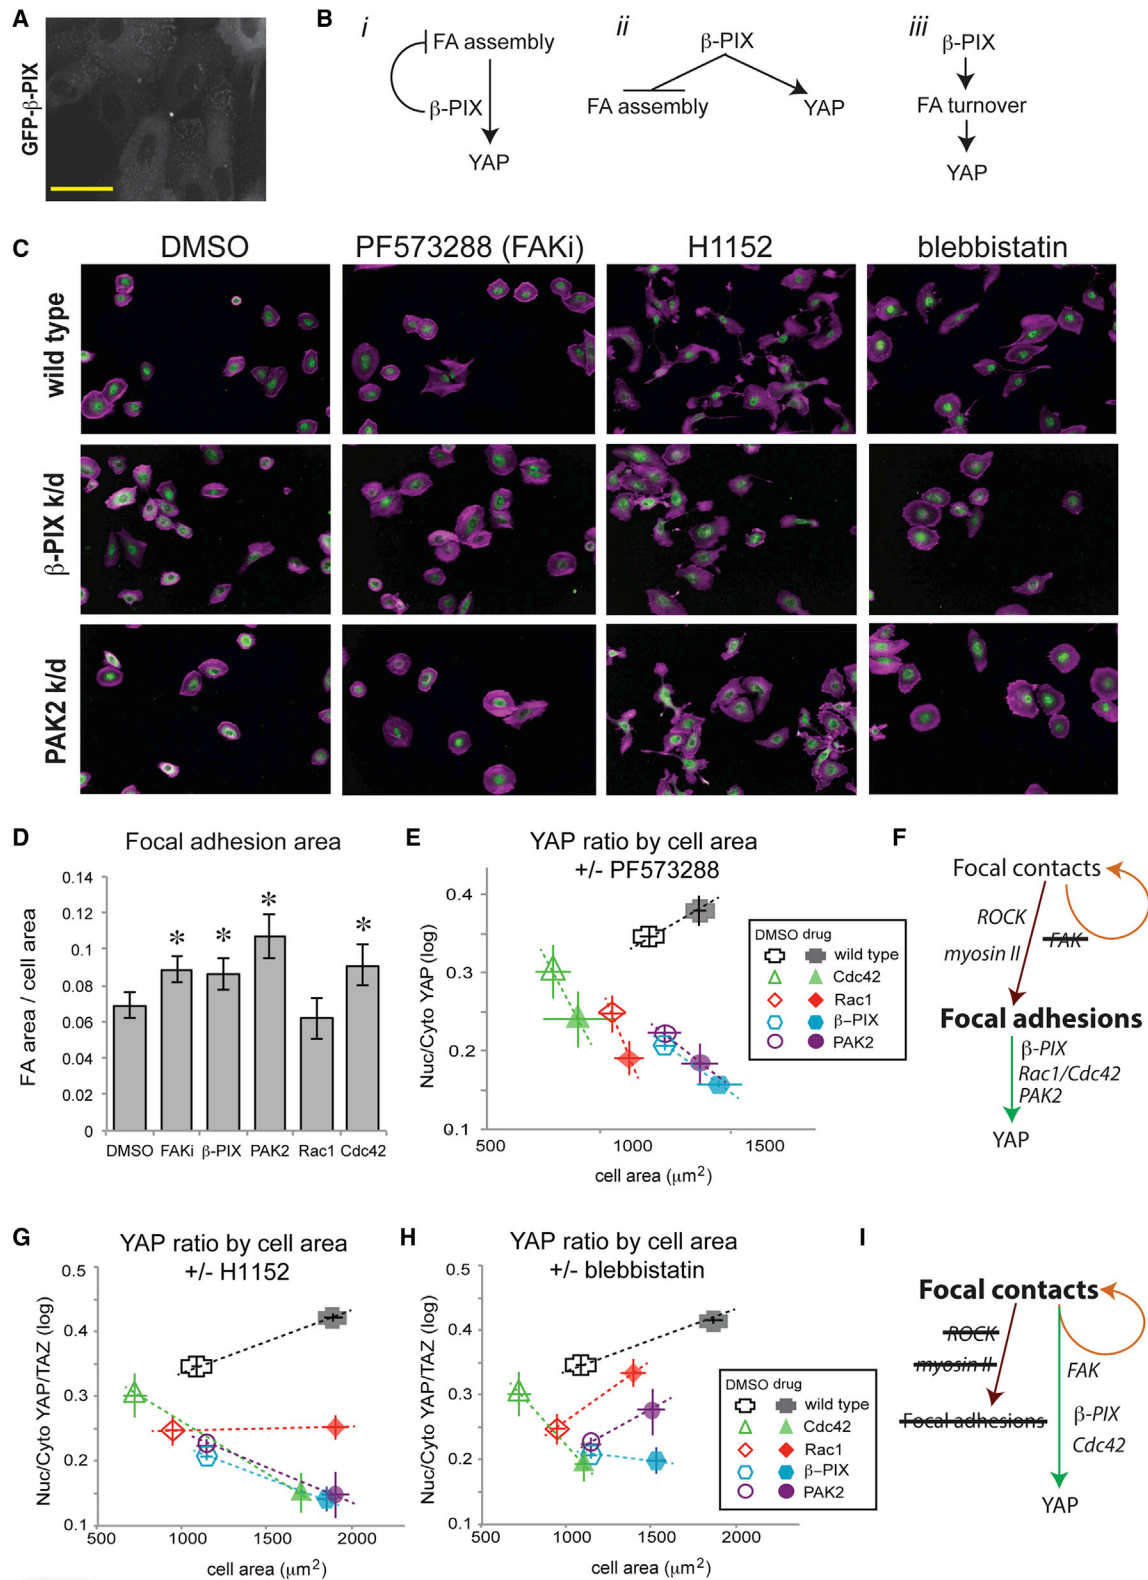 A
GFP-β-PIX
B
i
FA assembly
β-PIX
YAP
ii
β-PIX
FA assembly
YAP
iii
β-PIX
FA turnover
YAP
C
DMSO
PF573288 (FAKi)
H1152
blebbistatin
wild type
β-PIX k/d
PAK2 k/d
D
Focal adhesion area
FA area / cell area
0.14
0.12
0.1
0.08
0.06
0.04
0.02
0
* * * *
DMSO FAKi β-PIX PAK2 Rac1 Cdc42
E
YAP ratio by cell area
+/- PF573288
Nuc/Cyto YAP (log)
0.4
0.3
0.2
0.1
500 1000 1500
cell area (μm2)
DMSO drug
wild type
Cdc42
Rac1
β-PIX
PAK2
F
Focal contacts
ROCK
myosin II
FAK
Focal adhesions
β-PIX
Rac1/Cdc42
PAK2
YAP
G
YAP ratio by cell area
+/- H1152
Nuc/Cyto YAP/TAZ (log)
0.5
0.4
0.3
0.2
0.1
500 1000 1500 2000
cell area (μm2)
H
YAP ratio by cell area
+/- blebbistatin
Nuc/Cyto YAP/TAZ (log)
0.5
0.4
0.3
0.2
0.1
500 1000 1500 2000
cell area (μm2)
DMSO drug
wild type
Cdc42
Rac1
β-PIX
PAK2
I
Focal contacts
ROCK
myosin II
Focal adhesions
FAK
β-PIX
Cdc42
YAP